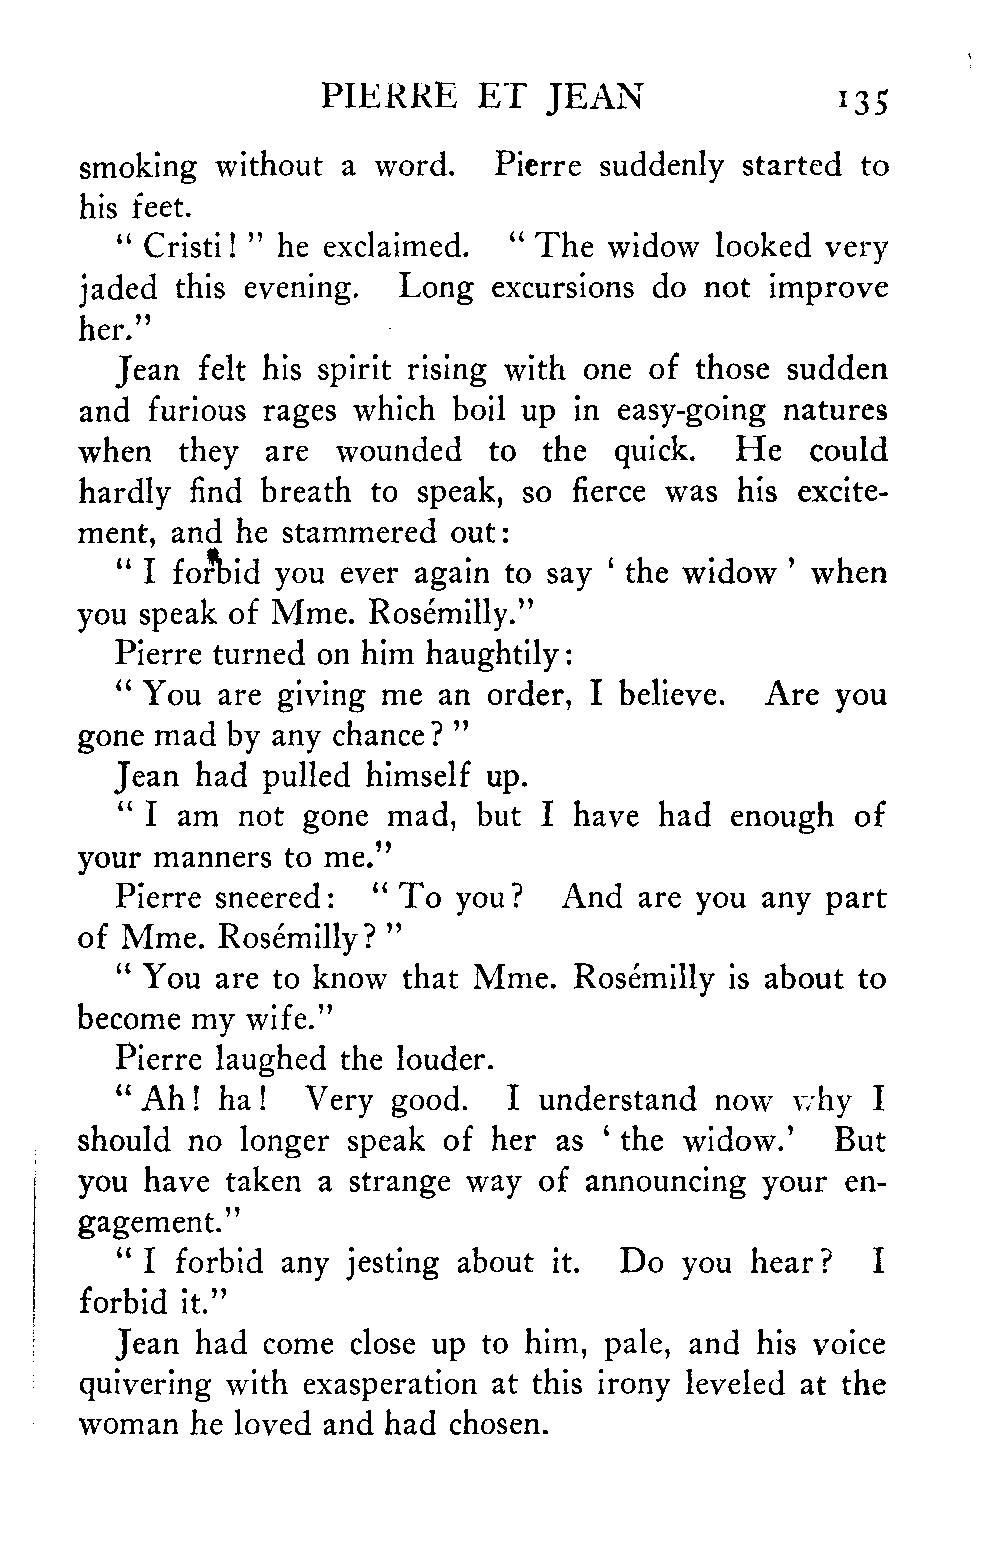 PIERRE ET JEAN 135
smoking without a word. Pierre suddenly started to
his feet.
“ Cristi! ” he exclaimed. “ The widow looked very
jaded this evening. Long excursions do not improve
her.”
Jean felt his spirit rising with one of those sudden
and furious rages which boil up in easy-going natures
when they are wounded to the quick. He could
hardly find breath to speak, so fierce was his excite-
ment, and he stammered out:
“ I forbid you ever again to say ‘ the widow ’ when
you speak of Mme. Rosémilly.”
Pierre turned on him haughtily:
“ You are giving me an order, I believe. Are you
gone mad by any chance? ”
Jean had pulled himself up.
“ I am not gone mad, but I have had enough of
your manners to me.”
Pierre sneered: “ To you? And are you any part
of Mme. Rosémilly? ”
“ You are to know that Mme. Rosémilly is about to
become my wife.”
Pierre laughed the louder.
“ Ah! ha! Very good. I understand now why I
should no longer speak of her as ‘ the widow.’ But
you have taken a strange way of announcing your en-
gagement.”
“ I forbid any jesting about it. Do you hear? I
forbid it.”
Jean had come close up to him, pale, and his voice
quivering with exasperation at this irony leveled at the
woman he loved and had chosen.